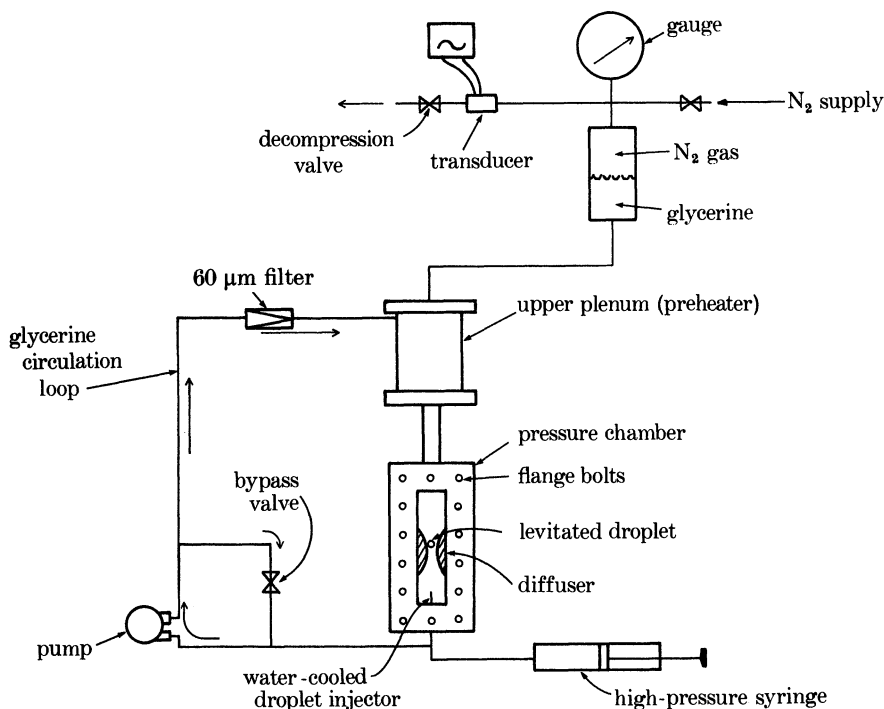 gauge
N₂ supply
decompression
valve
transducer
N₂ gas
glycerine
60 µm filter
upper plenum (preheater)
glycerine
circulation
loop
pressure chamber
flange bolts
bypass
valve
levitated droplet
diffuser
pump
water-cooled
droplet injector
high-pressure syringe